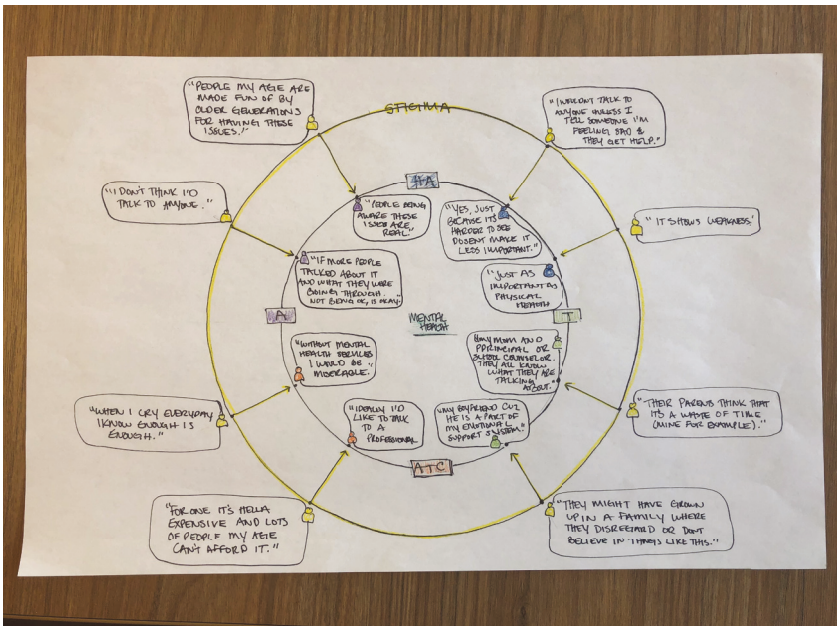 STIGMA
"PEOPLE MY AGE ARE
MADE FUN OF BY
OLDER GENERATIONS
FOR HAVING THESE
ISSUES."
"I WOULDN'T TALK TO
ANYONE UNLESS I
TELL SOMEONE I'M
FEELING SAD &
THEY GET HELP."
"I DON'T THINK I'D
TALK TO ANYONE."
"IT SHOWS WEAKNESS."
"PEOPLE BEING
AWARE THESE
ISSUES ARE
REAL."
"YES, JUST
BECAUSE IT'S
HARDER TO SEE
DOSENT MAKE IT
LESS IMPORTANT."
"IF MORE PEOPLE
TALKED ABOUT IT
AND WHAT THEY WERE
GOING THROUGH.
NOT BEING OK, IS OKAY.
"JUST AS
IMPORTANT AS
PHYSICAL
HEALTH
A
MENTAL
HEALTH
T
"WITHOUT MENTAL
HEALTH SERVICES
I WOULD BE
MISERABLE."
MY MOM AND
PRINCIPAL OR
SCHOOL COUNSELOR.
THEY ALL KNOW
WHAT THEY ARE
TALKING
ABOUT.
"WHEN I CRY EVERYDAY
I KNOW ENOUGH IS
ENOUGH."
"IDEALLY I'D
LIKE TO TALK
TO A
PROFESSIONAL
"MY BOYFRIEND CUZ
HE IS A PART OF
MY EMOTIONAL
SUPPORT SYSTEM."
"THEIR PARENTS THINK THAT
IT'S A WASTE OF TIME
(MINE FOR EXAMPLE)."
ATC
"FOR ONE IT'S HELLA
EXPENSIVE AND LOTS
OF PEOPLE MY AGE
CAN'T AFFORD IT."
"THEY MIGHT HAVE GROWN
UP IN A FAMILY WHERE
THEY DISREGARD OR DONT
BELIEVE IN THINGS LIKE THIS."